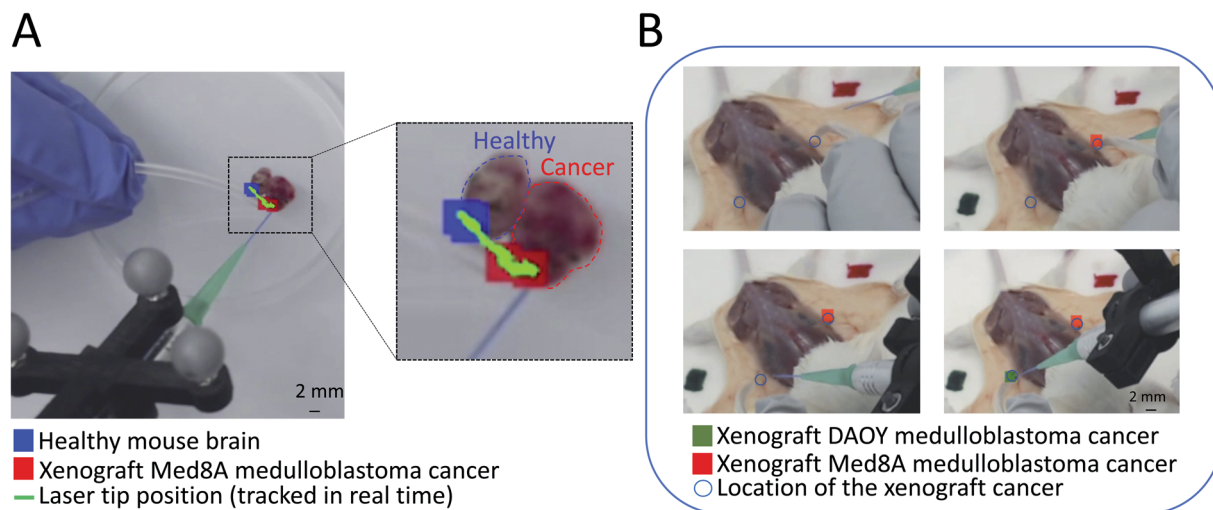 A
B
Healthy
Cancer
2 mm
2 mm
Healthy mouse brain
Xenograft Med8A medulloblastoma cancer
Laser tip position (tracked in real time)
Xenograft DAOY medulloblastoma cancer
Xenograft Med8A medulloblastoma cancer
Location of the xenograft cancer